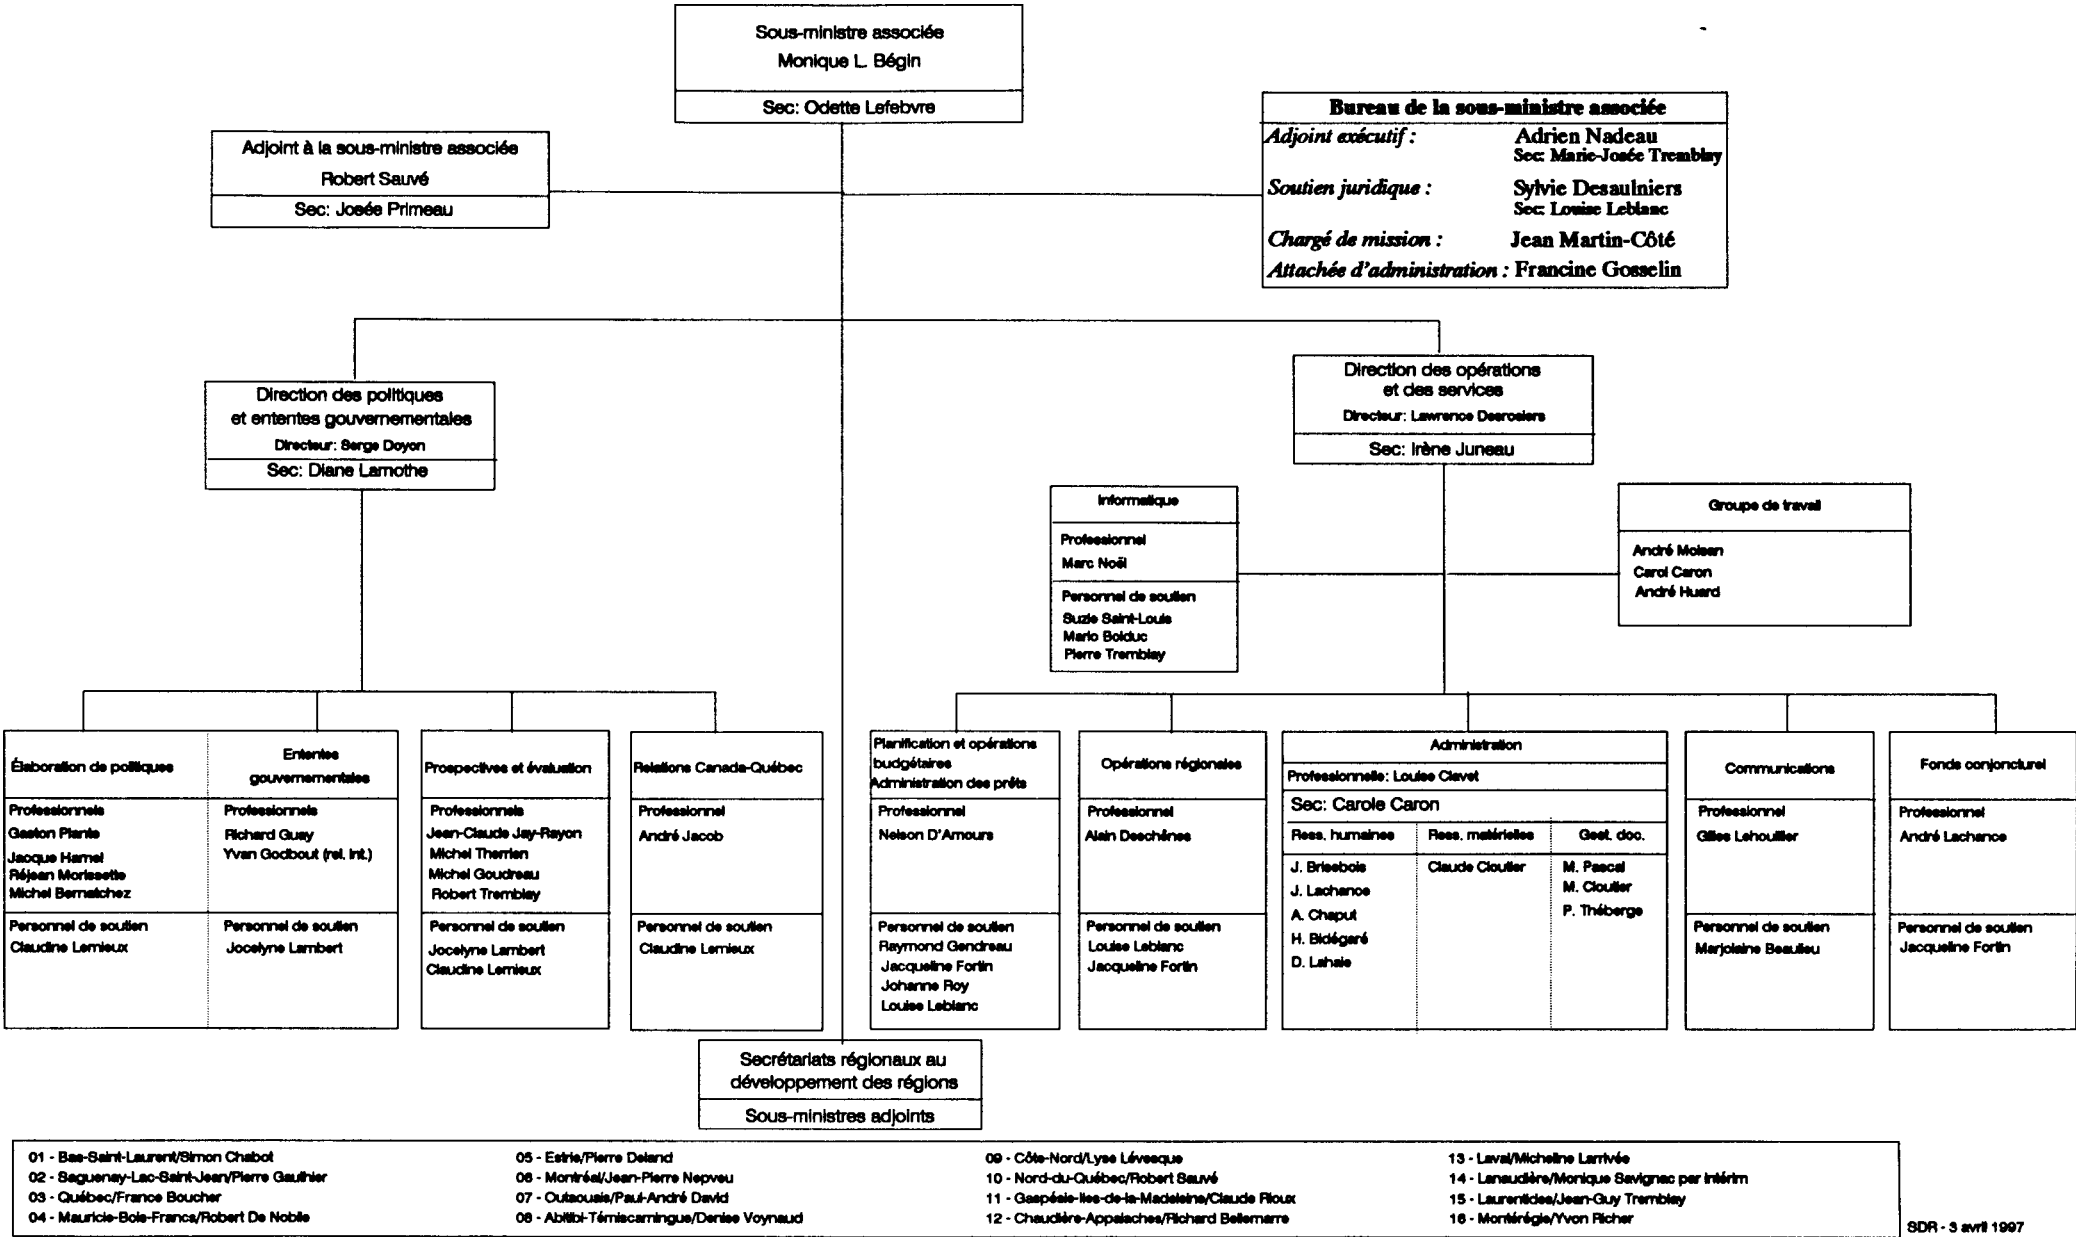 Sous-ministre associée
Monique L. Bégin
Sec: Odette Lefebvre
Adjoint à la sous-ministre associée
Robert Sauvé
Sec: Josée Primeau
Bureau de la sous-ministre associée
Adjoint exécutif : Adrien Nadeau
Sec: Marie-Josée Tremblay
Soutien juridique : Sylvie Desaulniers
Sec: Louise Leblanc
Chargé de mission : Jean Martin-Côté
Attachée d'administration : Francine Gosselin
Direction des politiques
et ententes gouvernementales
Directeur: Serge Doyon
Sec: Diane Lamothe
Direction des opérations
et des services
Directeur: Lawrence Desrosiers
Sec: Irène Juneau
Informatique
Professionnel
Marc Noël
Personnel de soutien
Suzie Saint-Louis
Mario Bolduc
Pierre Tremblay
Groupe de travail
André Moisan
Carol Caron
André Huard
Élaboration de politiques
Professionnels
Gaston Plante
Jacque Hamel
Réjean Morissette
Michel Bernatchez
Personnel de soutien
Claudine Lemieux
Ententes
gouvernementales
Professionnels
Richard Guay
Yvan Godbout (rel. int.)
Personnel de soutien
Jocelyne Lambert
Prospectives et évaluation
Professionnels
Jean-Claude Jay-Rayon
Michel Therrien
Michel Goudreau
Robert Tremblay
Personnel de soutien
Jocelyne Lambert
Claudine Lemieux
Relations Canada-Québec
Professionnel
André Jacob
Personnel de soutien
Claudine Lemieux
Planification et opérations
budgétaires
Administration des prêts
Professionnel
Nelson D'Amours
Personnel de soutien
Raymond Gendreau
Jacqueline Fortin
Johanne Roy
Louise Leblanc
Opérations régionales
Professionnel
Alain Deschênes
Personnel de soutien
Louise Leblanc
Jacqueline Fortin
Administration
Professionnelle: Louise Clavet
Sec: Carole Caron
Ress. humaines
J. Brisebois
J. Lachance
A. Chaput
H. Bidégaré
D. Lahaie
Ress. matérielles
Claude Cloutier
Gest. doc.
M. Pascal
M. Cloutier
P. Théberge
Communications
Professionnel
Gilles Lehouillier
Personnel de soutien
Marjolaine Beaulieu
Fonds conjoncturel
Professionnel
André Lachance
Personnel de soutien
Jacqueline Fortin
Secrétariats régionaux au
développement des régions
Sous-ministres adjoints
01 - Bas-Saint-Laurent/Simon Chabot
02 - Saguenay-Lac-Saint-Jean/Pierre Gauthier
03 - Québec/France Boucher
04 - Mauricie-Bois-Francs/Robert De Nobile
05 - Estrie/Pierre Deland
06 - Montréal/Jean-Pierre Nepveu
07 - Outaouais/Paul-André David
08 - Abitibi-Témiscamingue/Denise Voynaud
09 - Côte-Nord/Lyse Lévesque
10 - Nord-du-Québec/Robert Sauvé
11 - Gaspésie-Iles-de-la-Madeleine/Claude Rioux
12 - Chaudière-Appalaches/Richard Bellemarre
13 - Laval/Micheline Larrivée
14 - Lanaudière/Monique Savignac par intérim
15 - Laurentides/Jean-Guy Tremblay
16 - Montérégie/Yvon Richer
SDR - 3 avril 1997